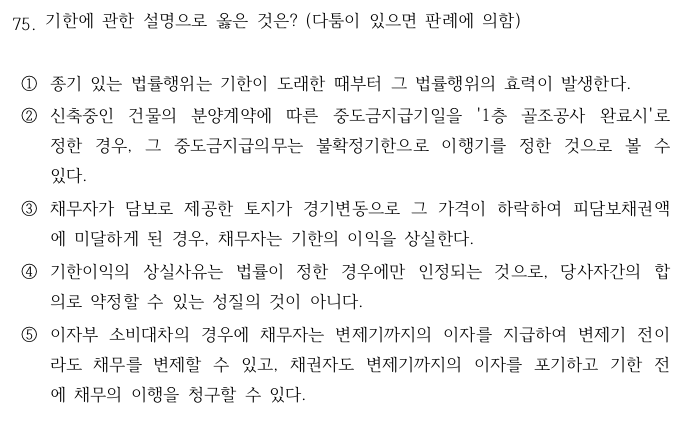 75. 기한에 관한 설명으로 옳은 것은? (다툼이 있으면 판례에 의함)
① 종기 있는 법률행위는 기한이 도래한 때부터 그 법률행위의 효력이 발생한다.
② 신축중인 건물의 분양계약에 따른 중도금지급기일을 '1층 골조공사 완료시'로
정한 경우, 그 중도금지급의무는 불확정기한으로 이행기를 정한 것으로 볼 수
있다.
③ 채무자가 담보로 제공한 토지가 경기변동으로 그 가격이 하락하여 피담보채권액
에 미달하게 된 경우, 채무자는 기한의 이익을 상실한다.
④ 기한이익의 상실사유는 법률이 정한 경우에만 인정되는 것으로, 당사자간의 합
의로 약정할 수 있는 성질의 것이 아니다.
⑤ 이자부 소비대차의 경우에 채무자는 변제기까지의 이자를 지급하여 변제기 전이
라도 채무를 변제할 수 있고, 채권자도 변제기까지의 이자를 포기하고 기한 전
에 채무의 이행을 청구할 수 있다.